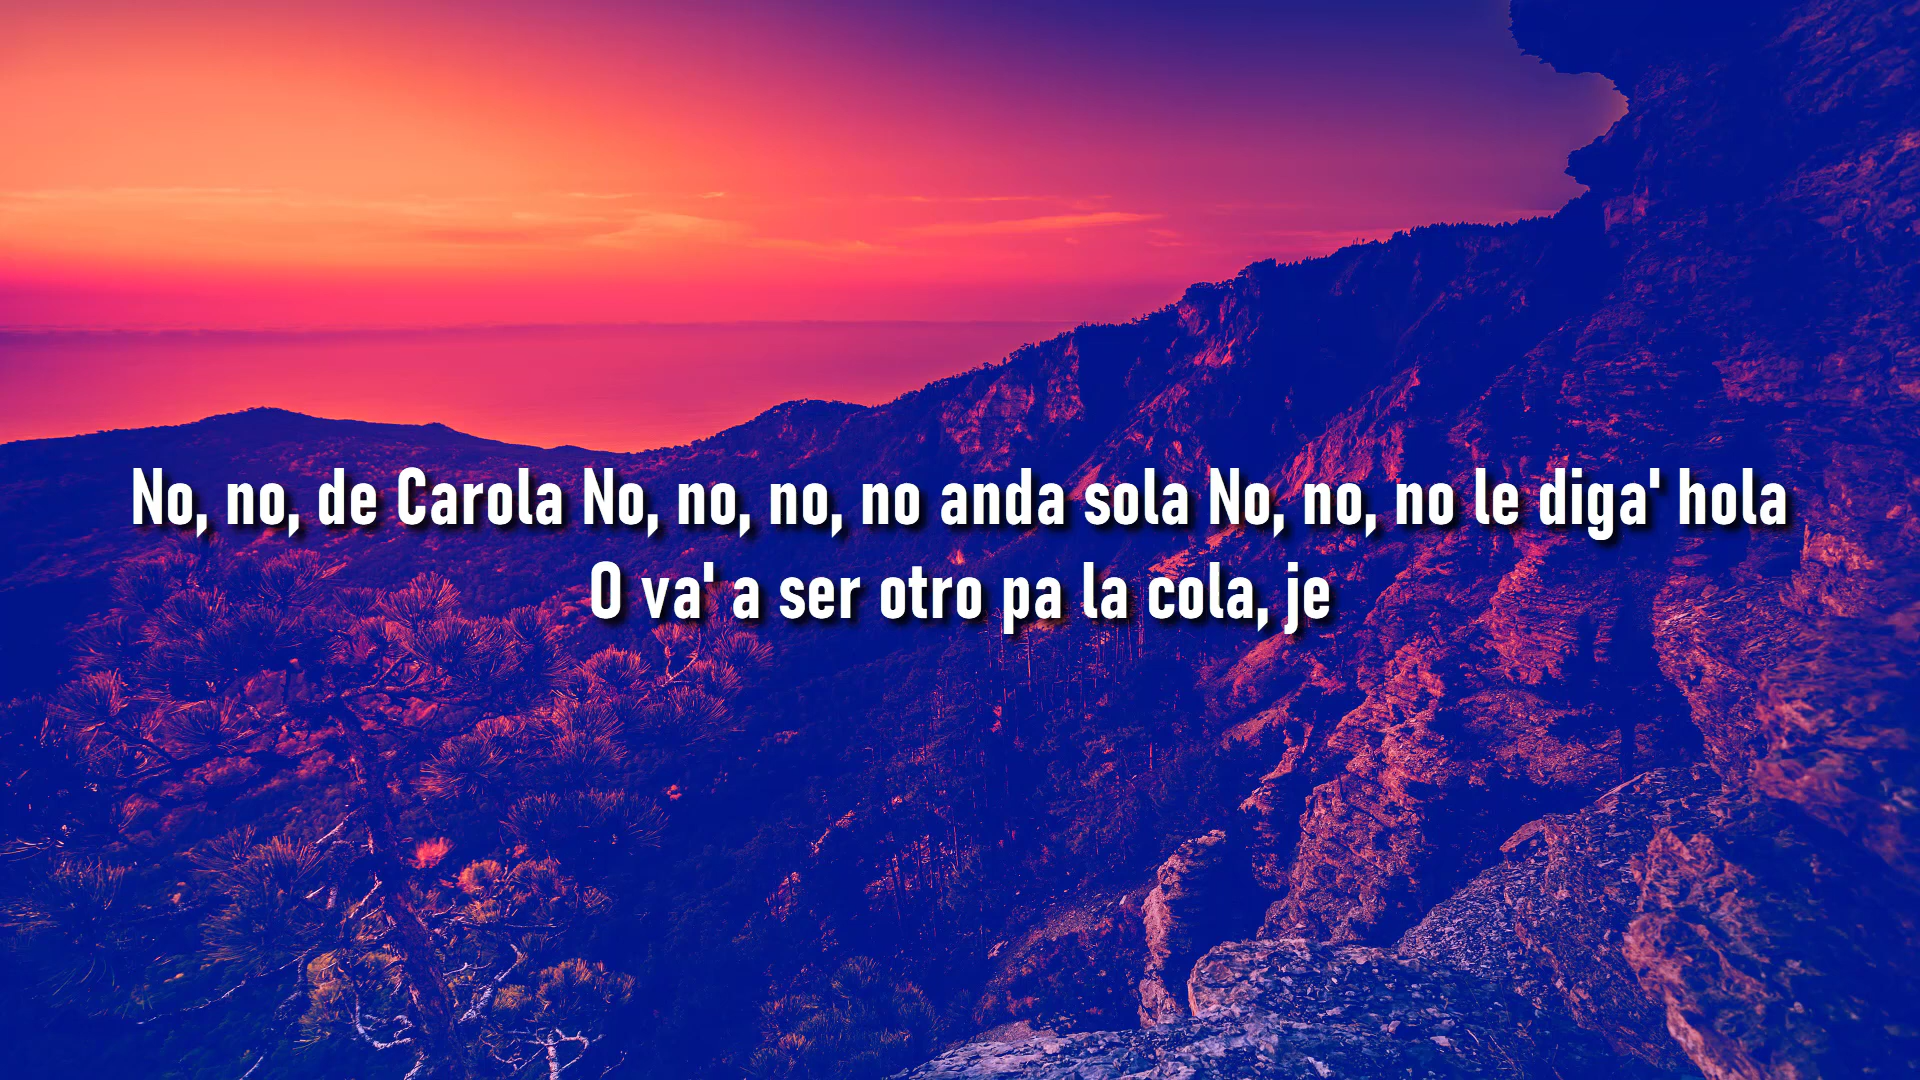 No, no, de Carola No, no, no, no anda sola No, no, no le diga' hola
O va' a ser otro pa la cola, je